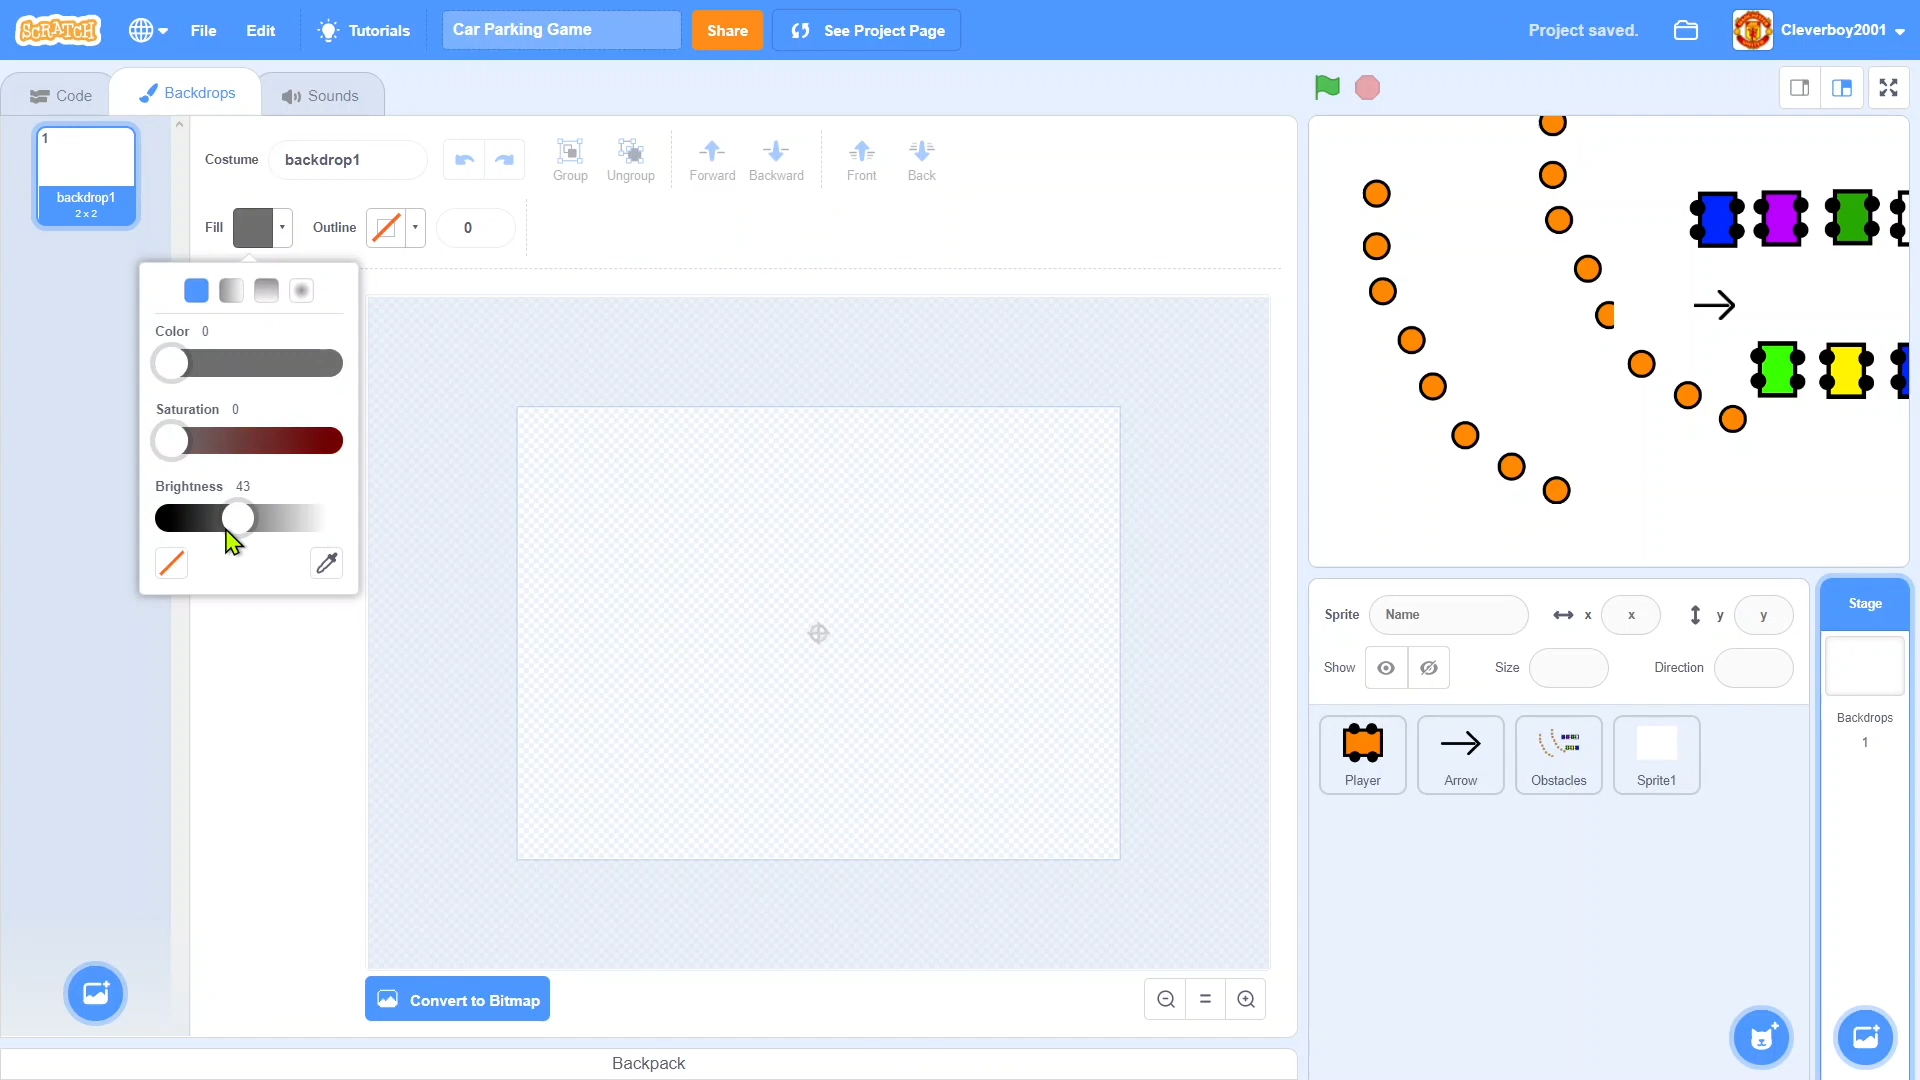 SCRATCH
File
Edit
Tutorials
Car Parking Game
Share
See Project Page
Project saved.
Cleverboy2001
Code
Backdrops
Sounds
1
backdrop1
2 x 2
Costume
backdrop1
Group
Ungroup
Forward
Backward
Front
Back
Fill
Outline
0
Color 0
Saturation 0
Brightness 43
Convert to Bitmap
Backpack
Sprite
Name
x
x
y
y
Show
Size
Direction
Player
Arrow
Obstacles
Sprite1
Stage
Backdrops
1